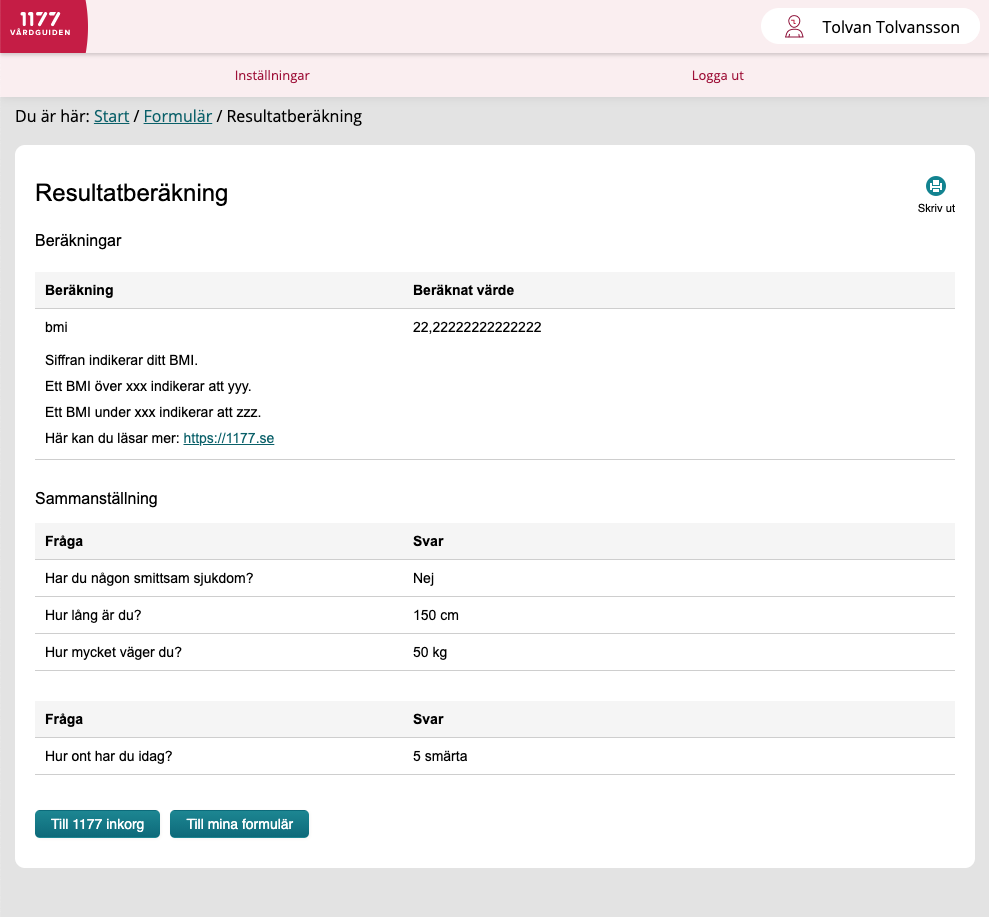 1177
VÅRDGUIDEN
Tolvan Tolvansson
Inställningar
Logga ut
Du är här: Start / Formulär / Resultatberäkning
Resultatberäkning
Skriv ut
Beräkningar
Beräkning Beräknat värde
bmi 22,22222222222222
Siffran indikerar ditt BMI.
Ett BMI över xxx indikerar att yyy.
Ett BMI under xxx indikerar att zzz.
Här kan du läsar mer: https://1177.se
Sammanställning
Fråga Svar
Har du någon smittsam sjukdom? Nej
Hur lång är du? 150 cm
Hur mycket väger du? 50 kg
Fråga Svar
Hur ont har du idag? 5 smärta
Till 1177 inkorg Till mina formulär